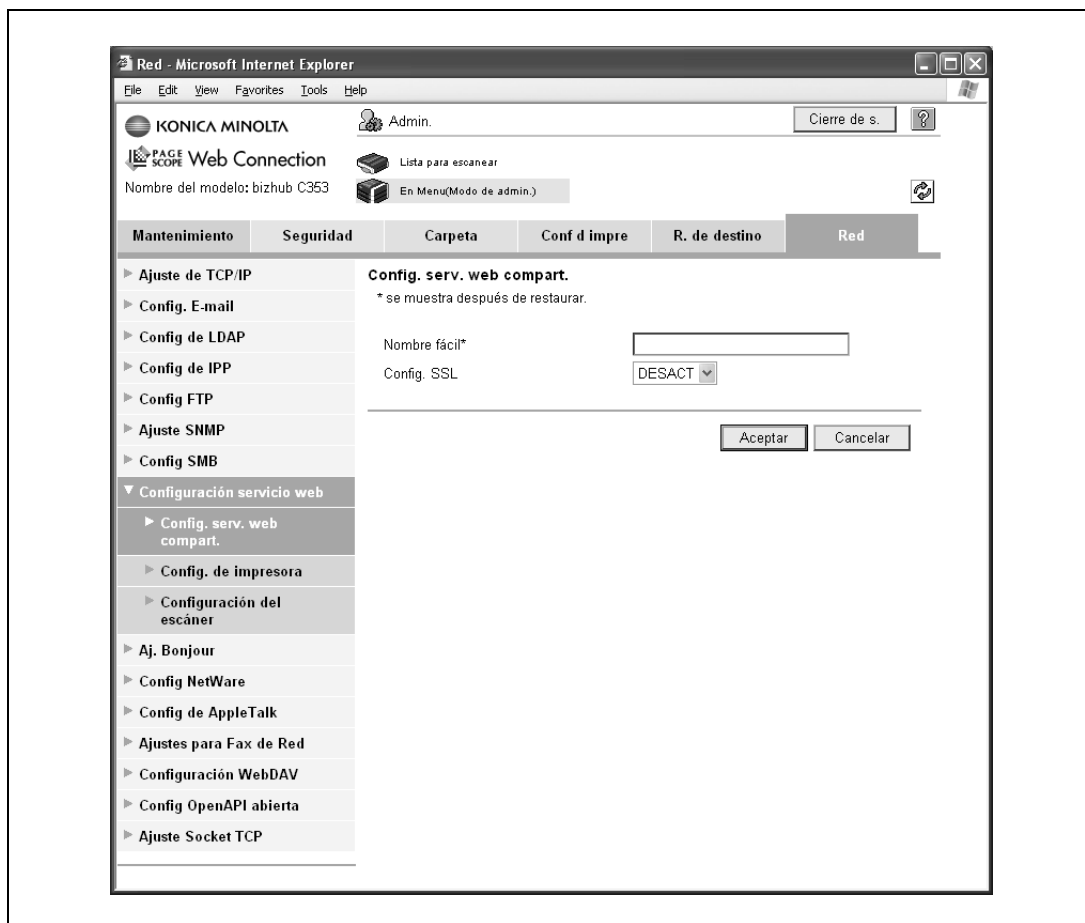 Red - Microsoft Internet Explorer
File Edit View Favorites Tools Help
KONICA MINOLTA
Admin.
Cierre de s.
?
PAGE SCOPE Web Connection
Lista para escanear
Nombre del modelo: bizhub C353
En Menu(Modo de admin.)
Mantenimiento Seguridad Carpeta Conf d impre R. de destino Red
Ajuste de TCP/IP
Config. E-mail
Config de LDAP
Config de IPP
Config FTP
Ajuste SNMP
Config SMB
Configuración servicio web
Config. serv. web
compart.
Config. de impresora
Configuración del
escáner
Aj. Bonjour
Config NetWare
Config de AppleTalk
Ajustes para Fax de Red
Configuración WebDAV
Config OpenAPI abierta
Ajuste Socket TCP
Config. serv. web compart.
* se muestra después de restaurar.
Nombre fácil*
Config. SSL DESACT
Aceptar Cancelar